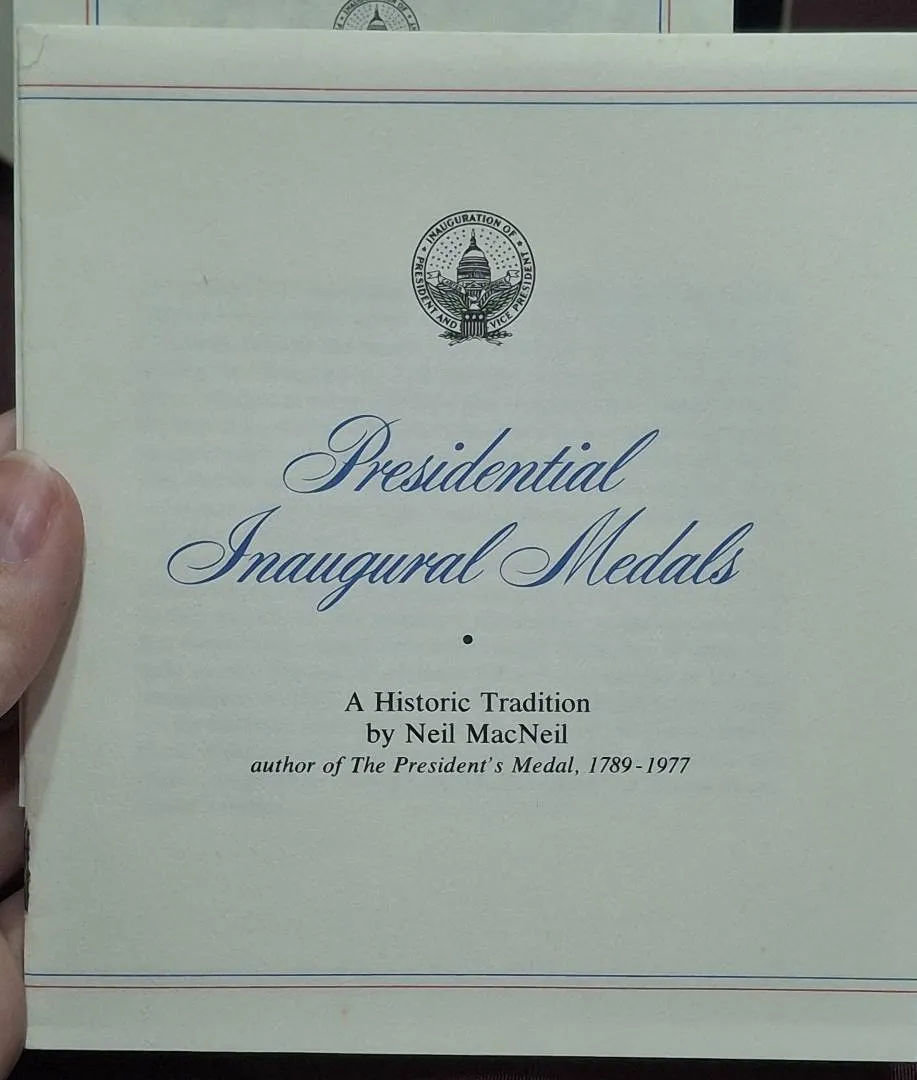 INAUGURATION OF
PRESIDENT AND VICE PRESIDENT
Presidential
Inaugural Medals
A Historic Tradition
by Neil MacNeil
author of The President's Medal, 1789-1977